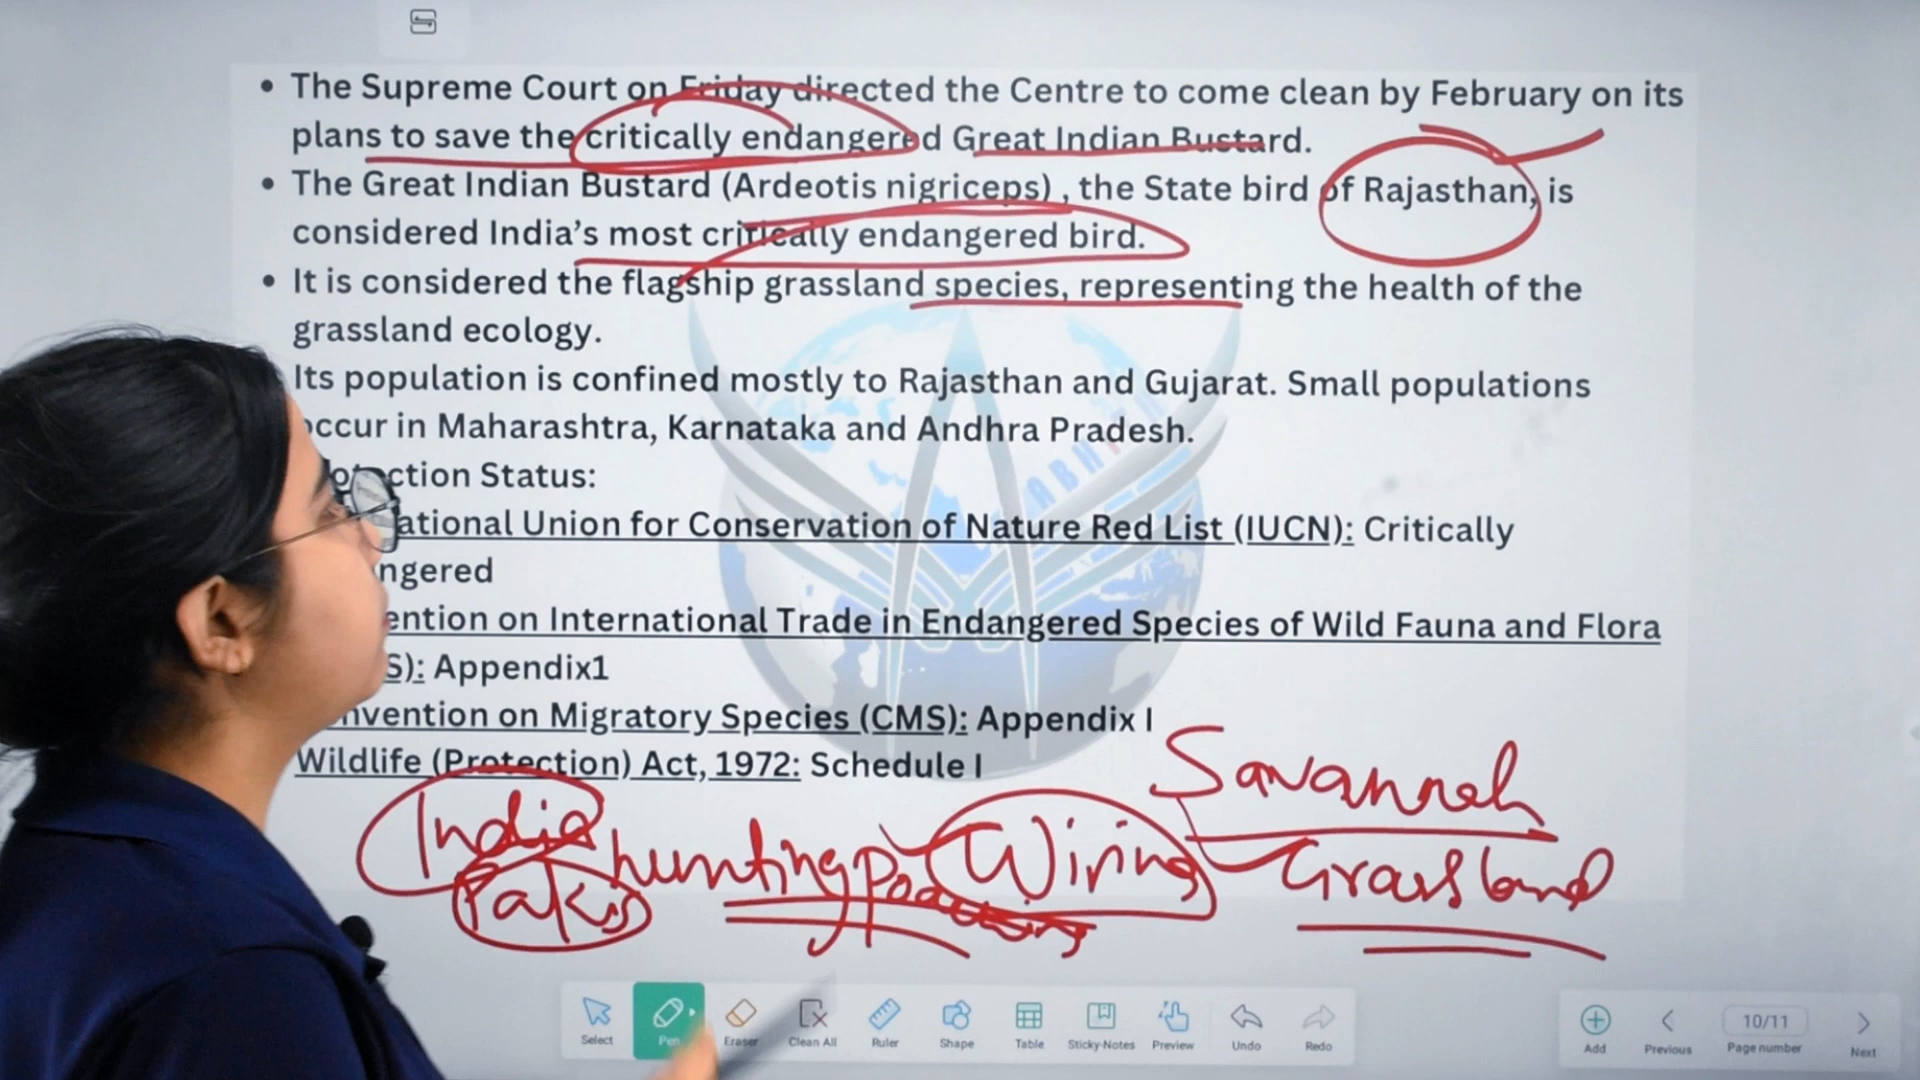 • The Supreme Court on Friday directed the Centre to come clean by February on its
plans to save the critically endangered Great Indian Bustard.
• The Great Indian Bustard (Ardeotis nigriceps) , the State bird of Rajasthan, is
considered India's most critically endangered bird.
• It is considered the flagship grassland species, representing the health of the
grassland ecology.
Its population is confined mostly to Rajasthan and Gujarat. Small populations
occur in Maharashtra, Karnataka and Andhra Pradesh.
ction Status:
ational Union for Conservation of Nature Red List (IUCN): Critically
ngered
ention on International Trade in Endangered Species of Wild Fauna and Flora
S): Appendix1
nvention on Migratory Species (CMS): Appendix I
Wildlife (Protection) Act, 1972: Schedule I
ABHI
Savannah
India hunting Wiring Grassland
Pakis
Select Pen Eraser Clean All Ruler Shape Table Sticky-Notes Preview Undo Redo
Add Previous 10/11 Page number Next